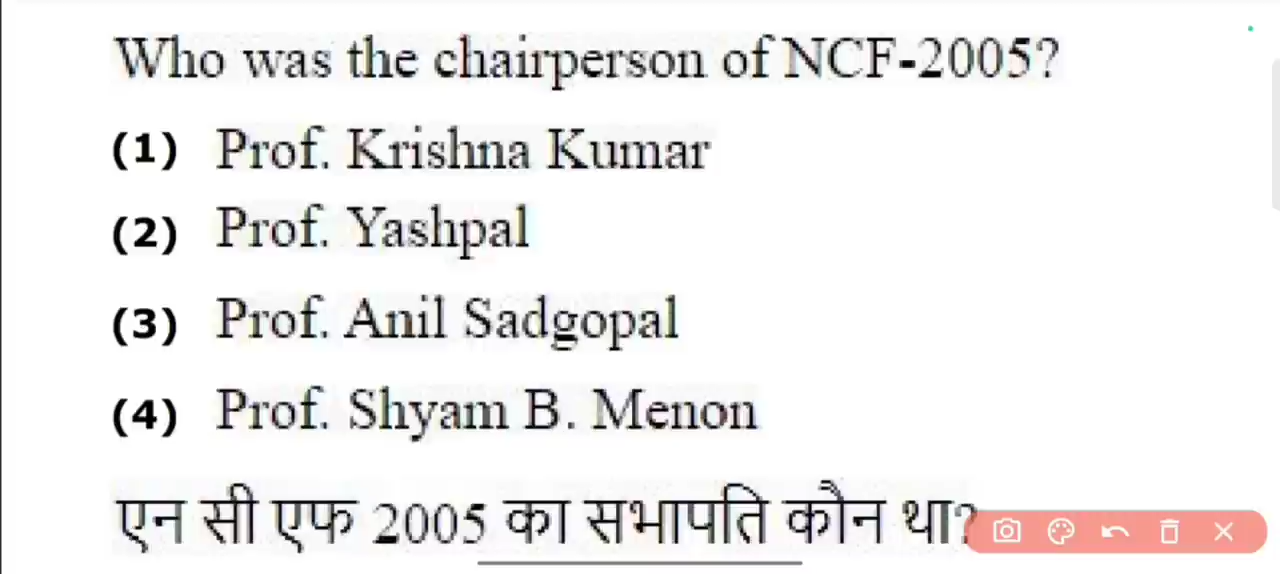 Who was the chairperson of NCF-2005?
(1) Prof. Krishna Kumar
(2) Prof. Yashpal
(3) Prof. Anil Sadgopal
(4) Prof. Shyam B. Menon
एन सी एफ 2005 का सभापति कौन था?